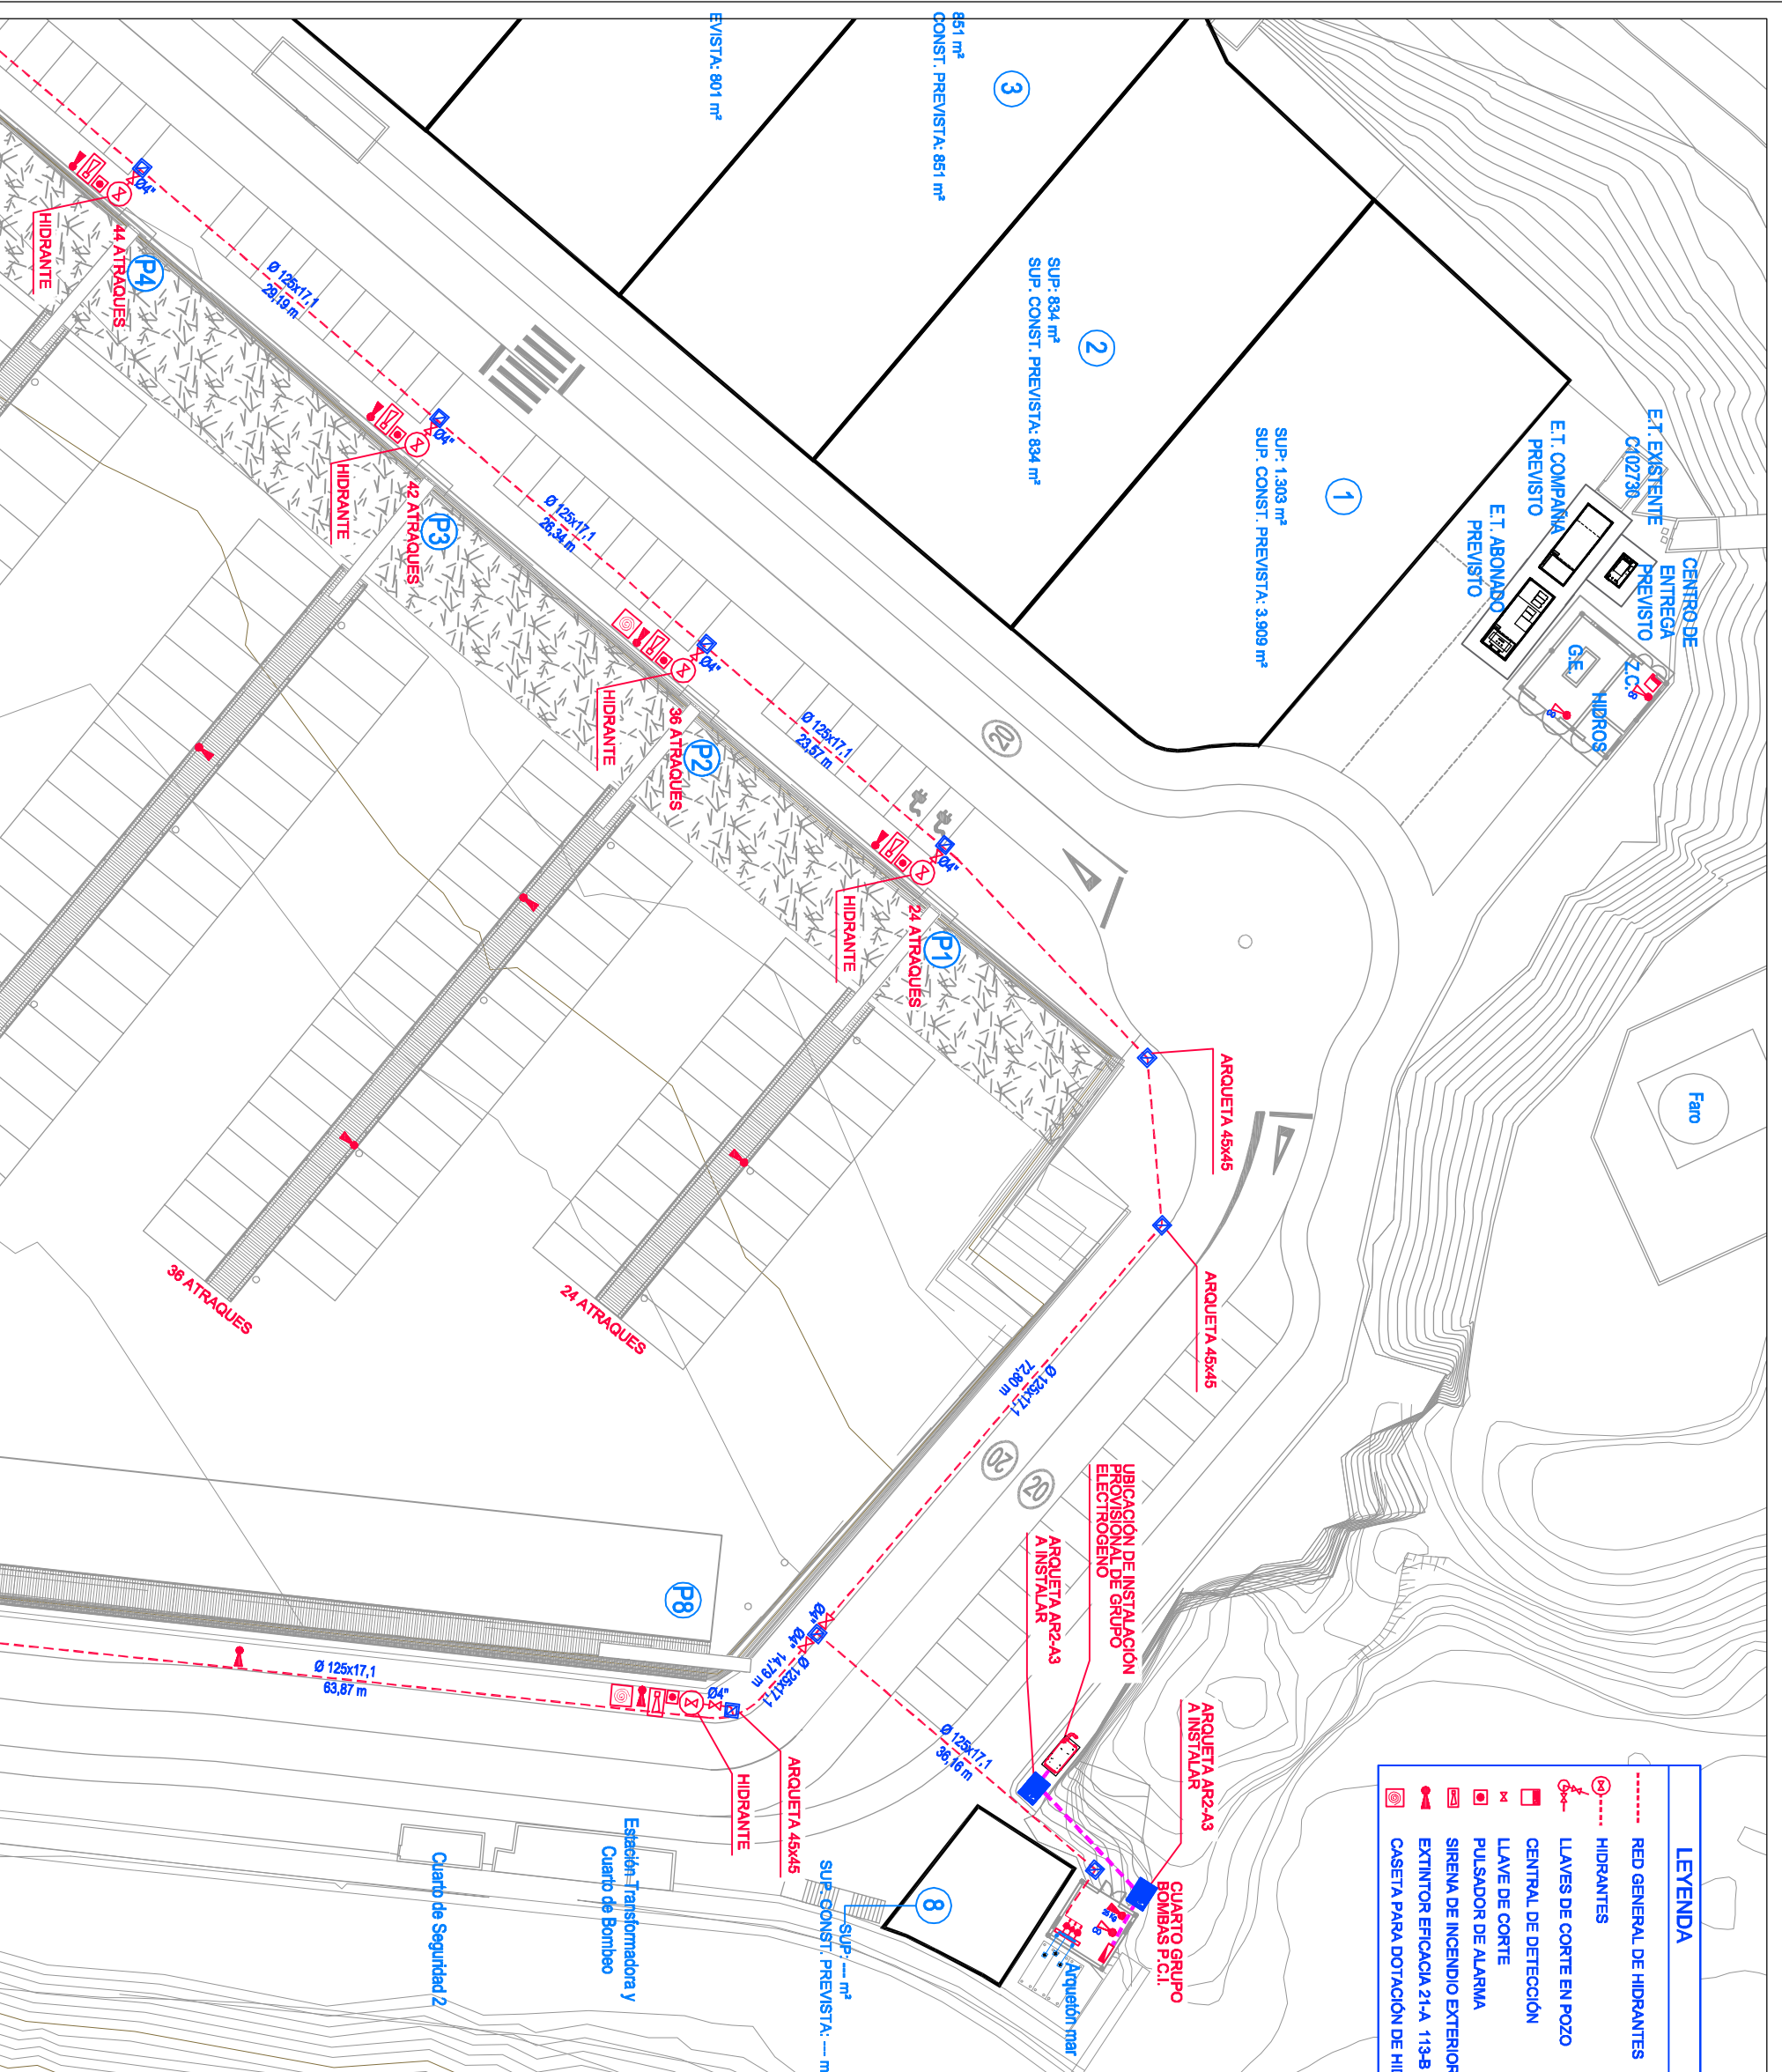 851 m²
CONST. PREVISTA: 851 m²
EVISTA: 801 m²
3
SUP: 834 m²
SUP. CONST. PREVISTA: 834 m²
2
SUP: 1.303 m²
SUP. CONST. PREVISTA: 3.909 m²
1
E.T. EXISTENTE
C102730
E.T. COMPAÑIA
PREVISTO
E.T. ABONADO
PREVISTO
CENTRO DE
ENTREGA
PREVISTO
Z.C.
G.E.
HIDROS
Faro
Ø4"
HIDRANTE
44 ATRAQUES
P4
Ø 125x17,1
29,19 m
Ø4"
HIDRANTE
42 ATRAQUES
P3
Ø 125x17,1
26,34 m
Ø4"
HIDRANTE
36 ATRAQUES
P2
Ø 125x17,1
23,57 m
20
Ø4"
HIDRANTE
24 ATRAQUES
P1
ARQUETA 45x45
ARQUETA 45x45
36 ATRAQUES
24 ATRAQUES
Ø 125x17,1
72,80 m
20
20
UBICACIÓN DE INSTALACIÓN
PROVISIONAL DE GRUPO
ELECTROGENO
ARQUETA AR2-A3
A INSTALAR
ARQUETA AR2-A3
A INSTALAR
P8
Ø4"
Ø4"
Ø 125x17,1
14,79 m
Ø 125x17,1
63,87 m
Ø4"
Ø 125x17,1
36,16 m
ARQUETA 45x45
HIDRANTE
CUARTO GRUPO
BOMBAS P.C.I.
Arquetón mar
8
SUP: --- m²
SUP. CONST. PREVISTA: --- m
Estación Transformadora y
Cuarto de Bombeo
Cuarto de Seguridad 2
LEYENDA
RED GENERAL DE HIDRANTES
HIDRANTES
LLAVES DE CORTE EN POZO
CENTRAL DE DETECCIÓN
LLAVE DE CORTE
PULSADOR DE ALARMA
SIRENA DE INCENDIO EXTERIOR
EXTINTOR EFICACIA 21-A 113-B
CASETA PARA DOTACIÓN DE HI